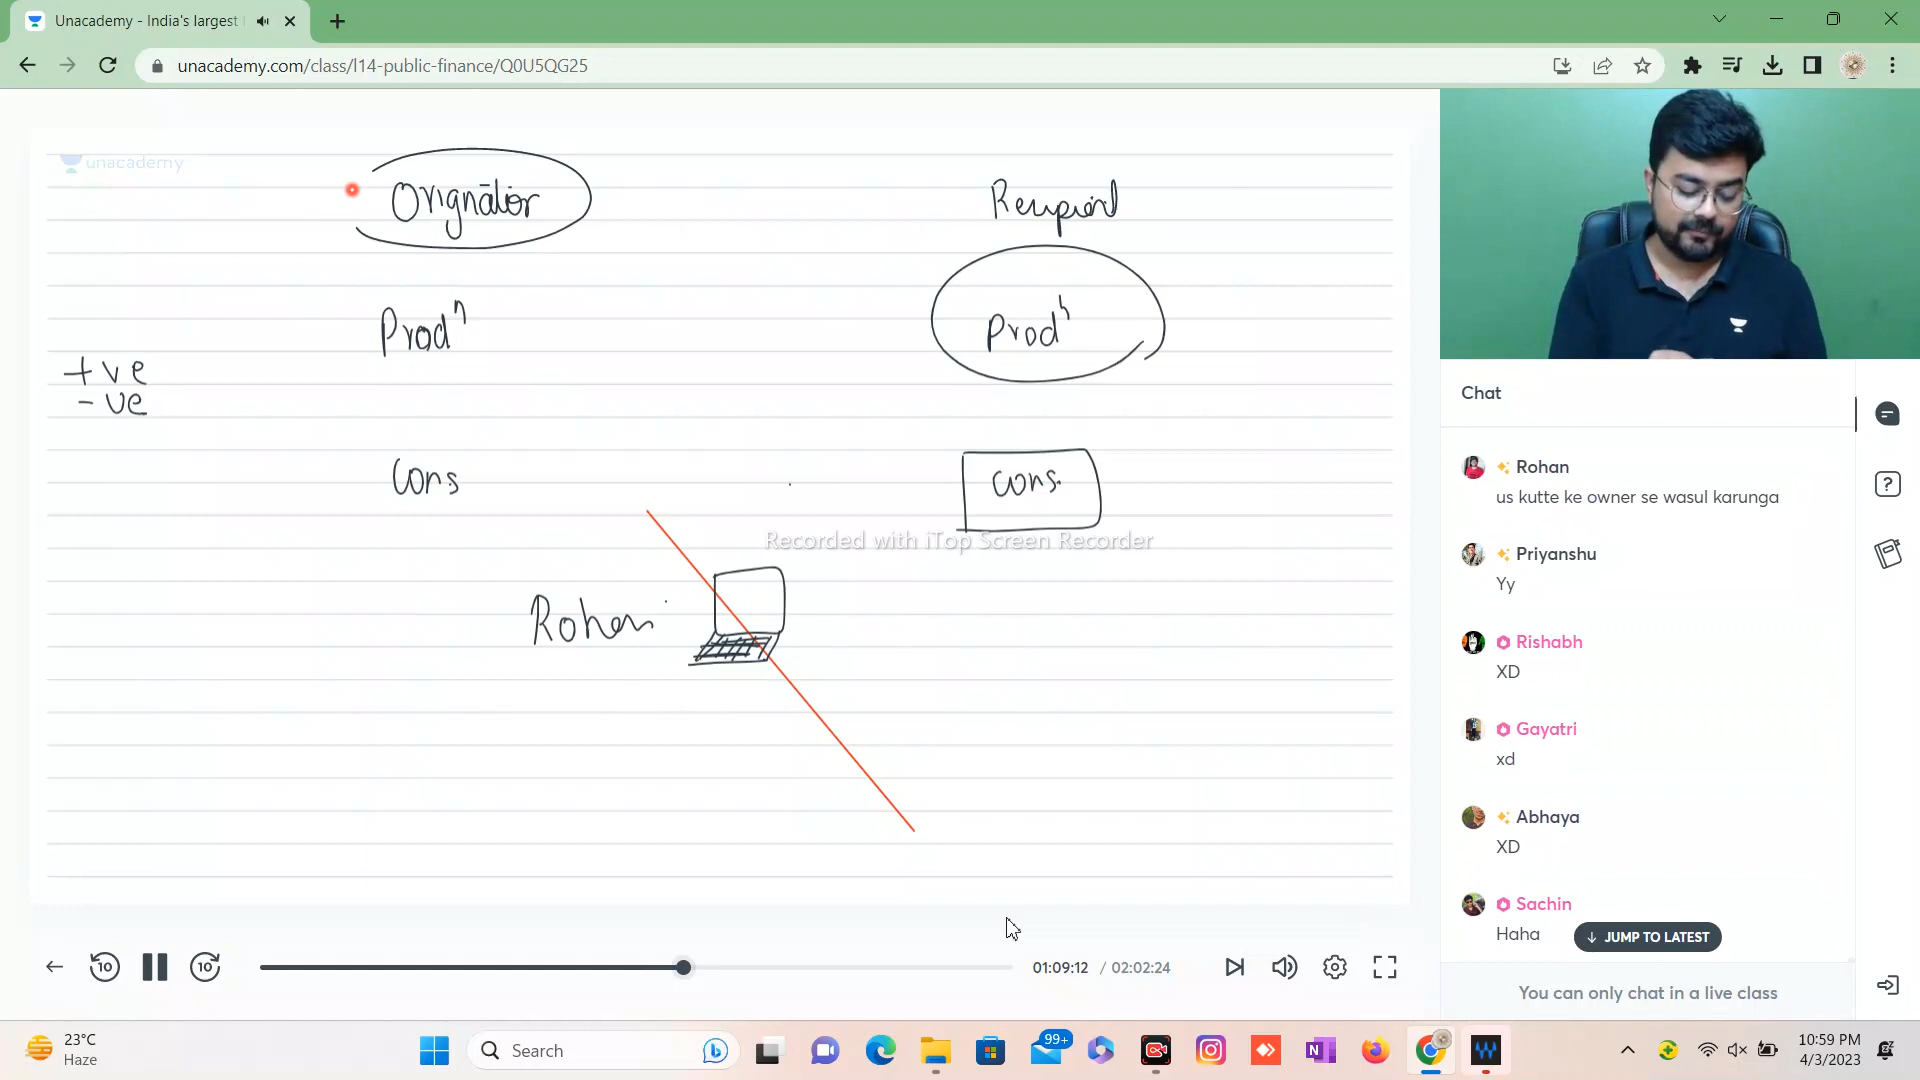 Unacademy - India's largest
unacademy.com/class/l14-public-finance/Q0U5QG25
unacademy
Orignator
Recipient
Prodⁿ
Prodⁿ
+ve
-ve
Cons
Cons.
Recorded with iTop Screen Recorder
Rohan
Chat
Rohan
us kutte ke owner se wasul karunga
Priyanshu
Yy
Rishabh
XD
Gayatri
xd
Abhaya
XD
Sachin
Haha
JUMP TO LATEST
You can only chat in a live class
10
10
01:09:12 / 02:02:24
23°C
Haze
Search
99+
10:59 PM
4/3/2023